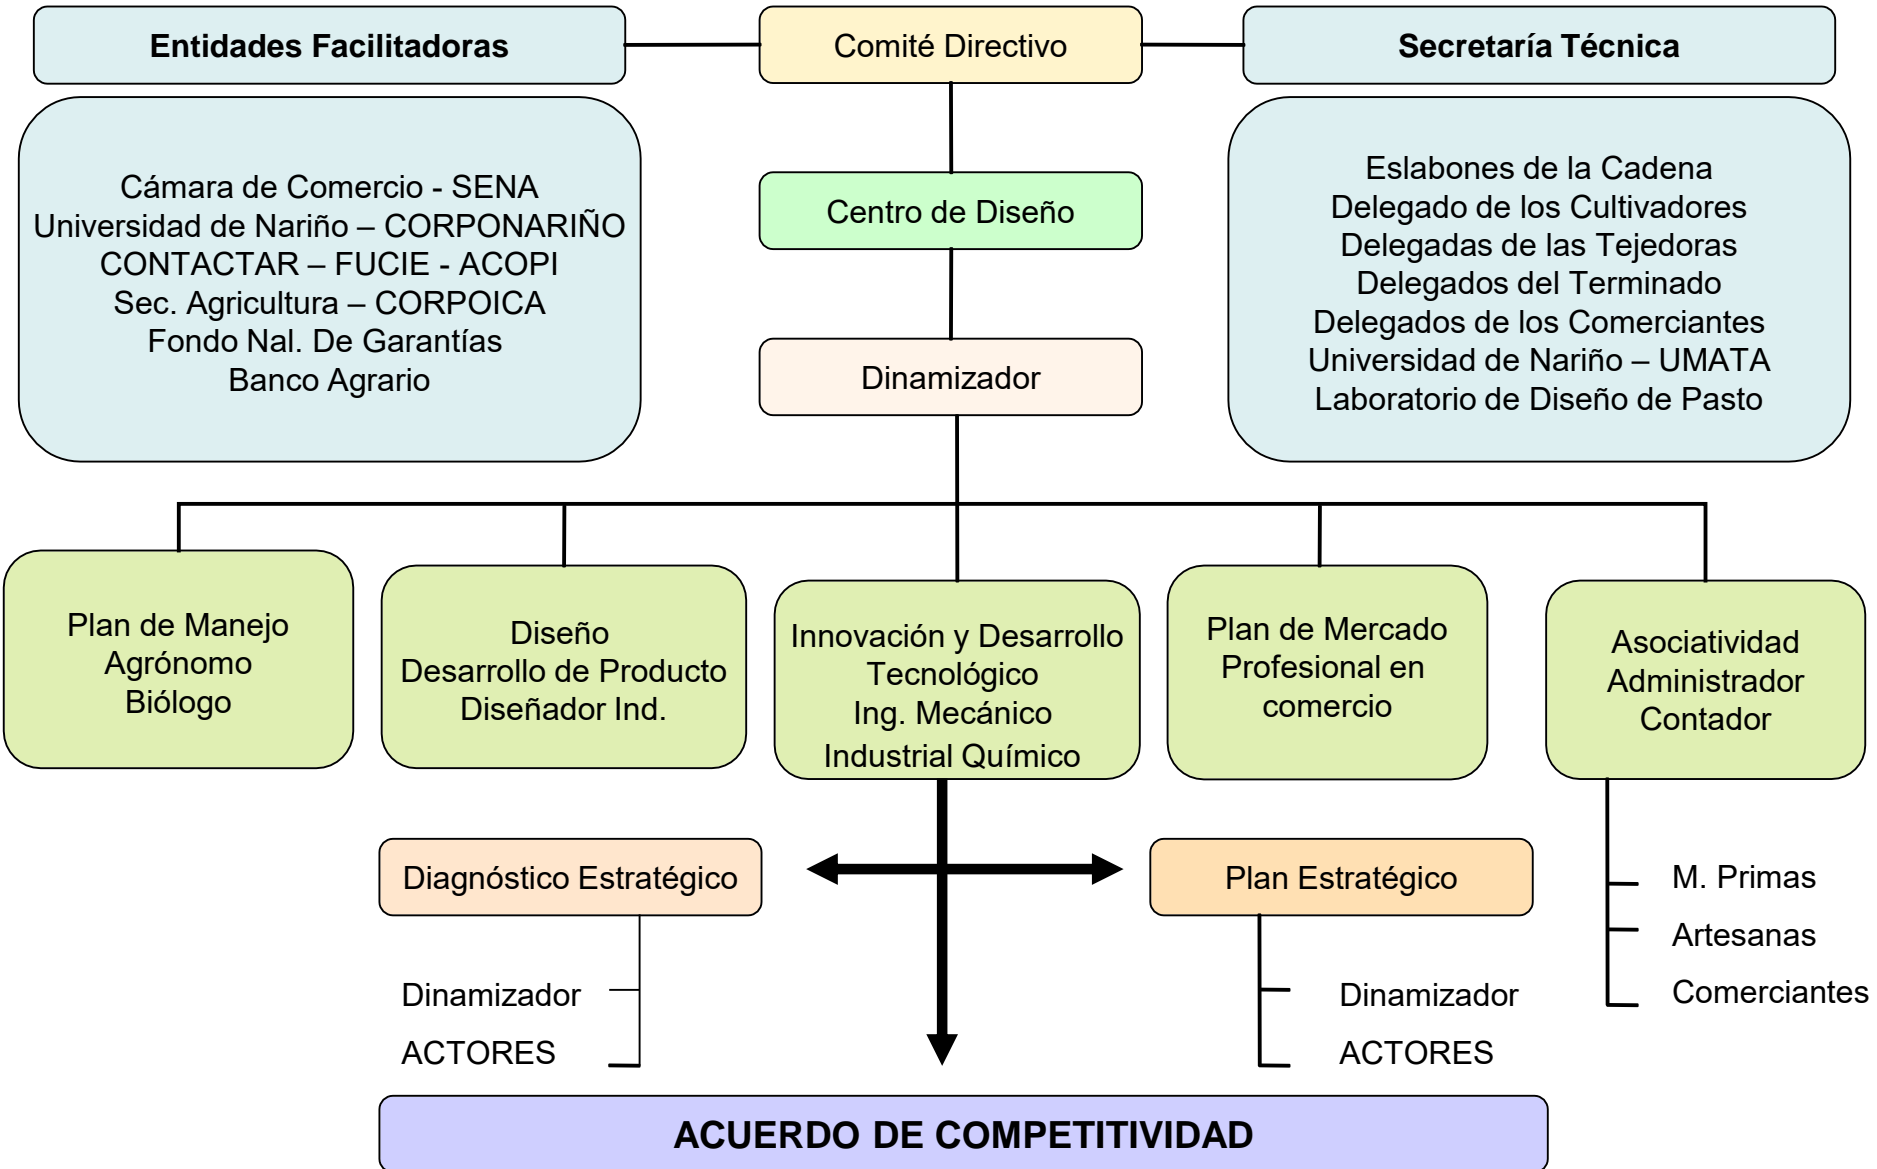 Entidades Facilitadoras
Comité Directivo
Secretaría Técnica
Cámara de Comercio - SENA
Universidad de Nariño – CORPONARIÑO
CONTACTAR – FUCIE - ACOPI
Sec. Agricultura – CORPOICA
Fondo Nal. De Garantías
Banco Agrario
Centro de Diseño
Dinamizador
Eslabones de la Cadena
Delegado de los Cultivadores
Delegadas de las Tejedoras
Delegados del Terminado
Delegados de los Comerciantes
Universidad de Nariño – UMATA
Laboratorio de Diseño de Pasto
Plan de Manejo
Agrónomo
Biólogo
Diseño
Desarrollo de Producto
Diseñador Ind.
Innovación y Desarrollo
Tecnológico
Ing. Mecánico
Industrial Químico
Plan de Mercado
Profesional en
comercio
Asociatividad
Administrador
Contador
Diagnóstico Estratégico
Dinamizador
ACTORES
Plan Estratégico
Dinamizador
ACTORES
M. Primas
Artesanas
Comerciantes
ACUERDO DE COMPETITIVIDAD